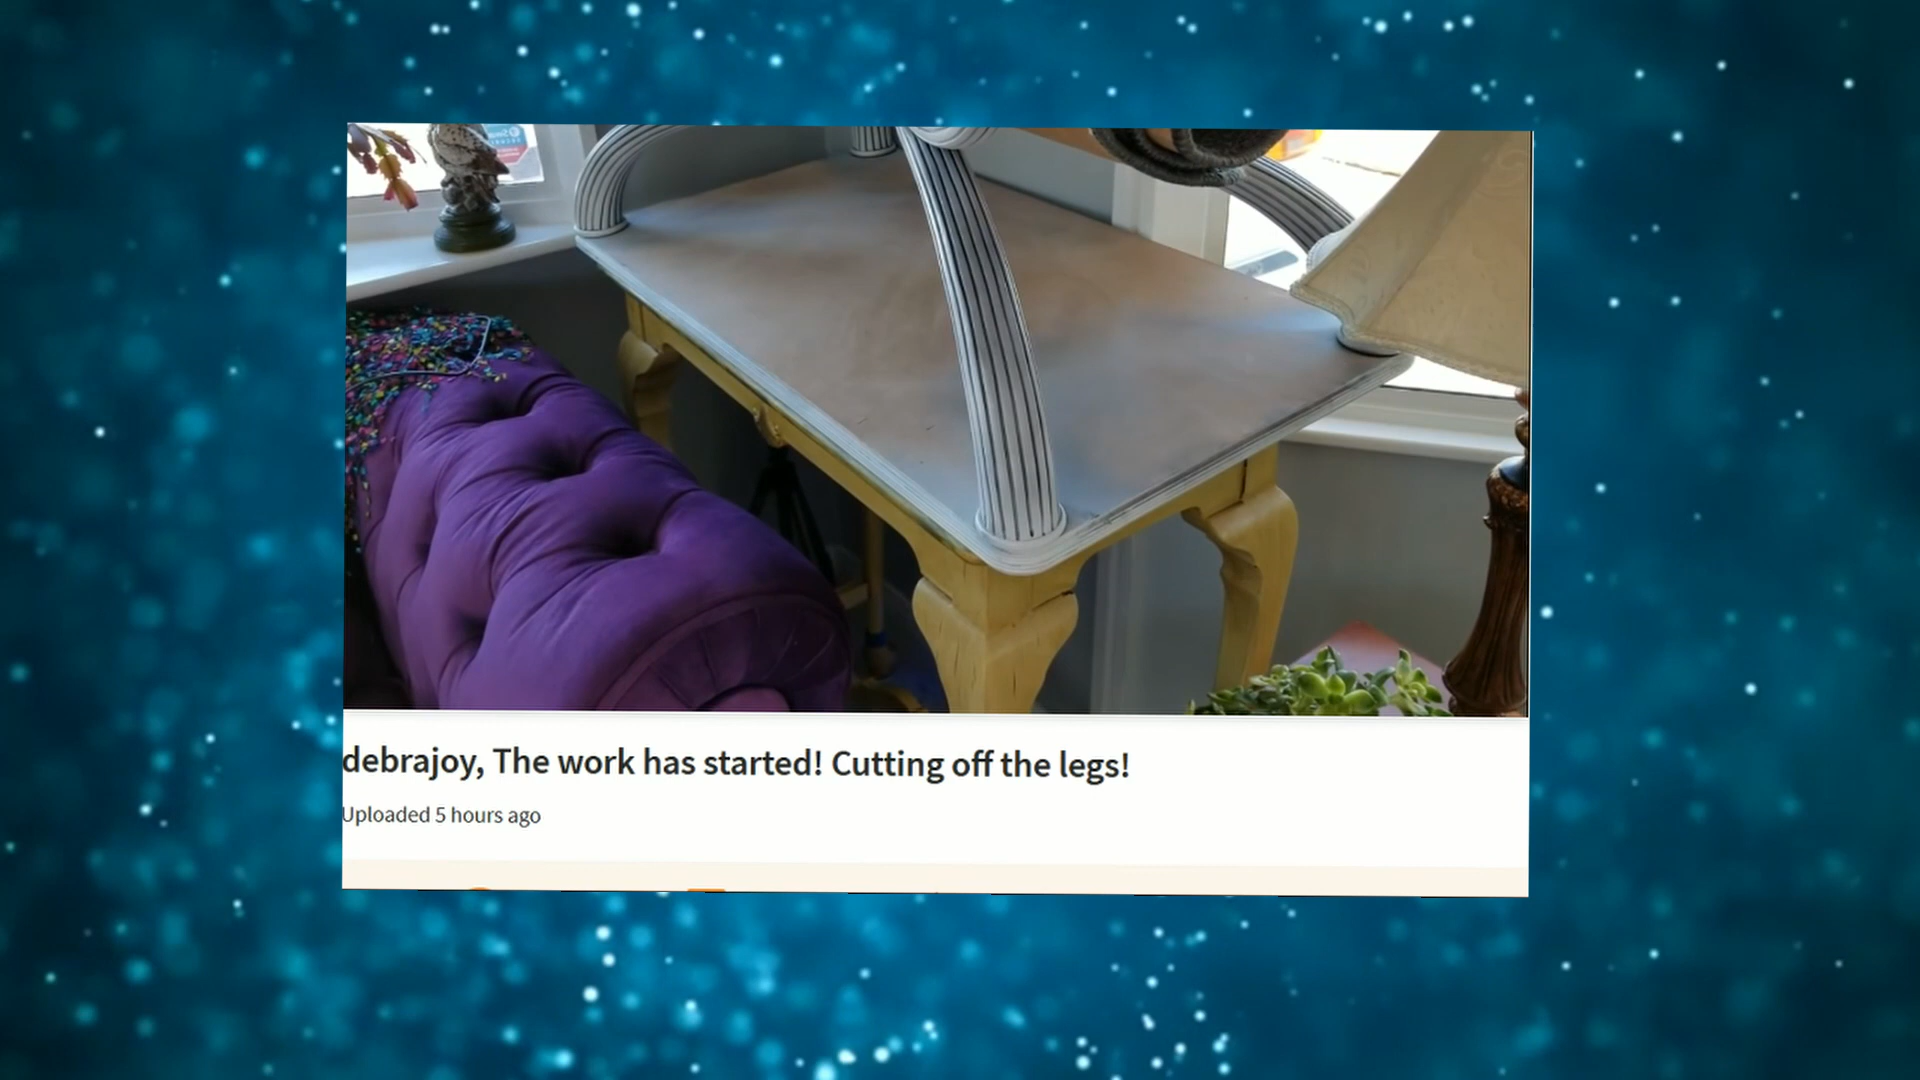 debrajoy, The work has started! Cutting off the legs!
Uploaded 5 hours ago